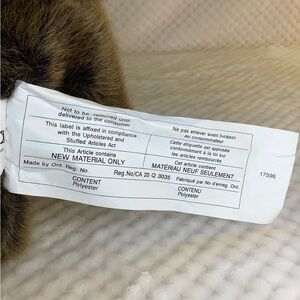 Not to be removed until
delivered to the consumer
This label is affixed in compliance
with the Upholstered and
Stuffed Articles Act
This Article contains
NEW MATERIAL ONLY
Made by Ont. Reg. No.
Reg No/CA 20 Q 3035
CONTENT
Polyester
Ne pas enlever avant livraison
au consommateur
Cette étiquette est apposée
conformément à la loi sur
les articles rembourrés
Cet article contient
MATÉRIAU NEUF SEULEMENT
Fabriqué par No d'enreg. Ont.
CONTENU
Polyester
17596